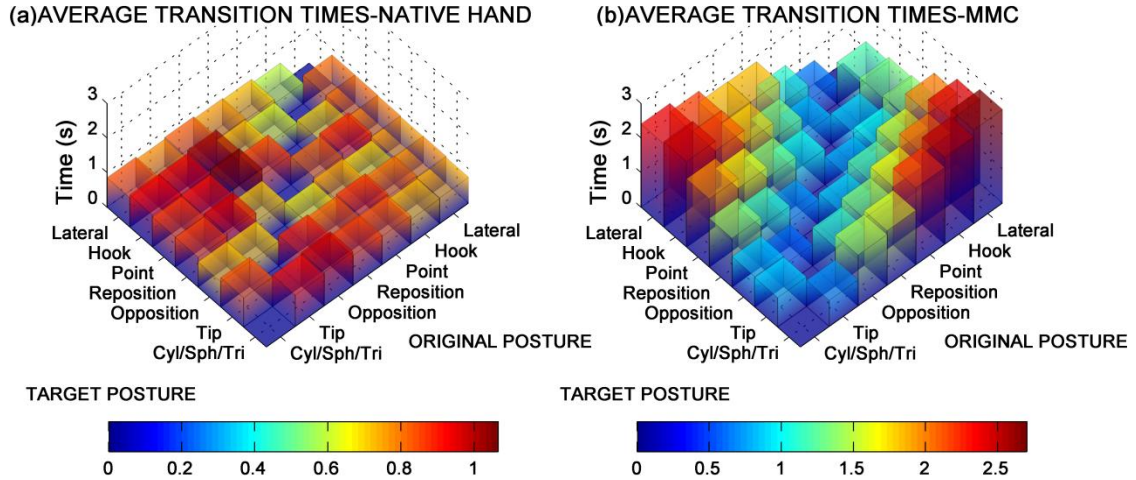 (a)AVERAGE TRANSITION TIMES-NATIVE HAND
3
2
1
0
Time (s)
Lateral
Hook
Point
Reposition
Opposition
Tip
Cyl/Sph/Tri
Lateral
Hook
Point
Reposition
Opposition
Tip
Cyl/Sph/Tri
ORIGINAL POSTURE
TARGET POSTURE
0 0.2 0.4 0.6 0.8 1
(b)AVERAGE TRANSITION TIMES-MMC
3
2
1
0
Time (s)
Lateral
Hook
Point
Reposition
Opposition
Tip
Cyl/Sph/Tri
Lateral
Hook
Point
Reposition
Opposition
Tip
Cyl/Sph/Tri
ORIGINAL POSTURE
TARGET POSTURE
0 0.5 1 1.5 2 2.5